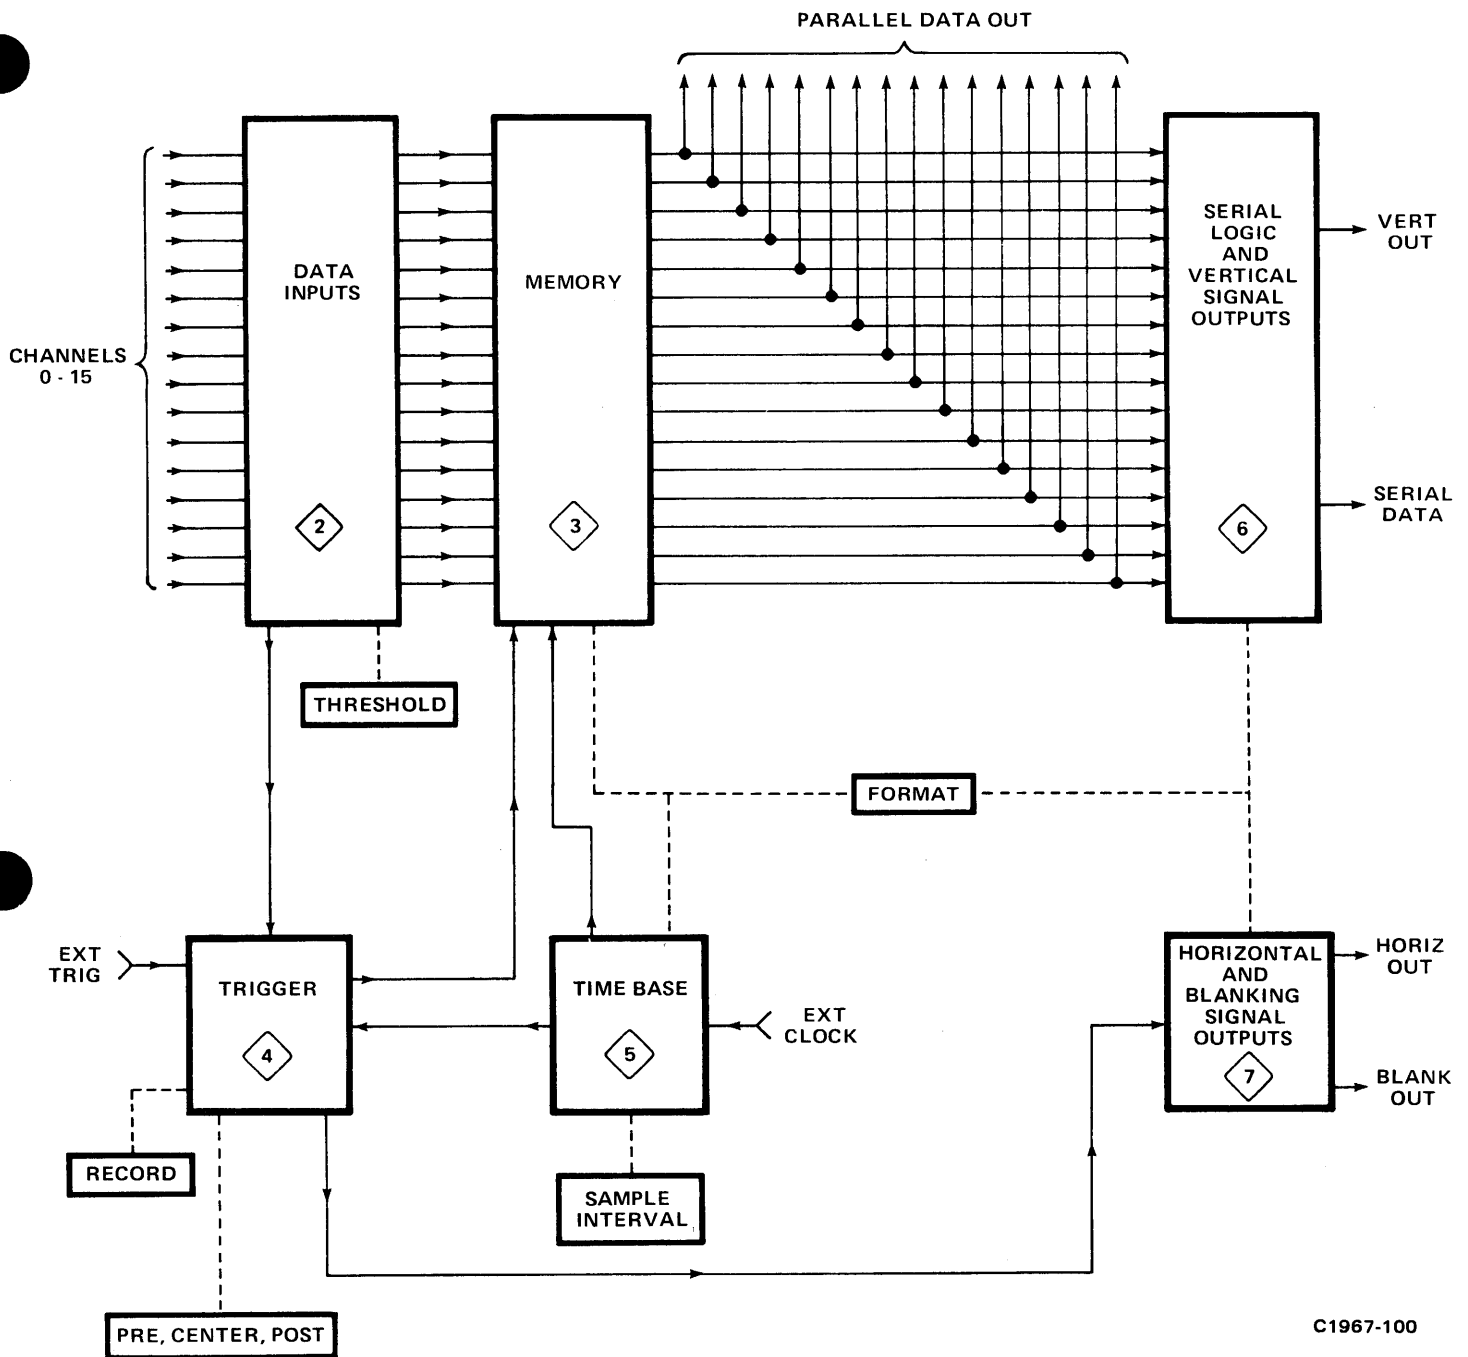 PARALLEL DATA OUT
CHANNELS
0 - 15
DATA
INPUTS
2
MEMORY
3
SERIAL
LOGIC
AND
VERTICAL
SIGNAL
OUTPUTS
6
VERT
OUT
SERIAL
DATA
THRESHOLD
FORMAT
EXT
TRIG
TRIGGER
4
TIME BASE
5
EXT
CLOCK
HORIZONTAL
AND
BLANKING
SIGNAL
OUTPUTS
7
HORIZ
OUT
BLANK
OUT
RECORD
SAMPLE
INTERVAL
PRE, CENTER, POST
C1967-100